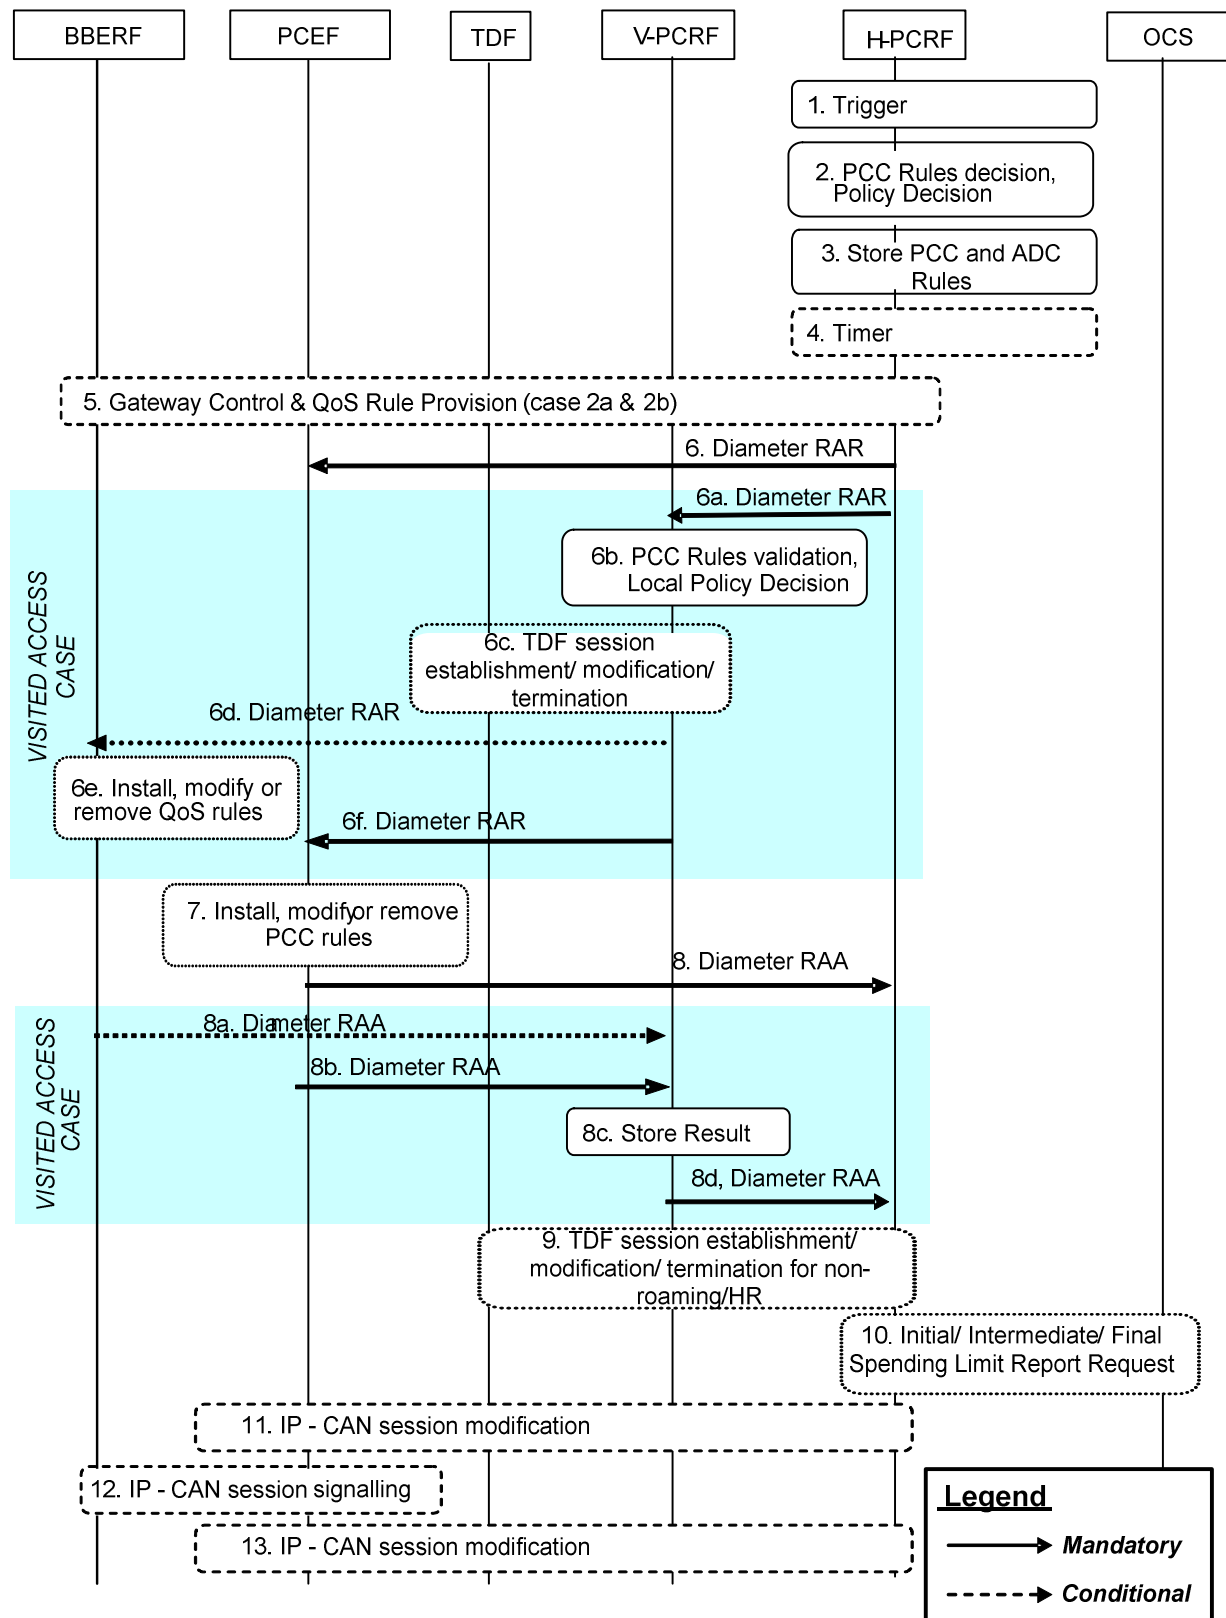 BBERF
PCEF
TDF
V-PCRF
H-PCRF
OCS
1. Trigger
2. PCC Rules decision,
Policy Decision
3. Store PCC and ADC
Rules
4. Timer
5. Gateway Control & QoS Rule Provision (case 2a & 2b)
6. Diameter RAR
6a. Diameter RAR
6b. PCC Rules validation,
Local Policy Decision
VISITED ACCESS
CASE
6c. TDF session
establishment/ modification/
termination
6d. Diameter RAR
6e. Install, modify or
remove QoS rules
6f. Diameter RAR
7. Install, modify or remove
PCC rules
8. Diameter RAA
8a. Diameter RAA
8b. Diameter RAA
VISITED ACCESS
CASE
8c. Store Result
8d, Diameter RAA
9. TDF session establishment/
modification/ termination for non-
roaming/HR
10. Initial/ Intermediate/ Final
Spending Limit Report Request
11. IP - CAN session modification
12. IP - CAN session signalling
13. IP - CAN session modification
Legend
Mandatory
Conditional